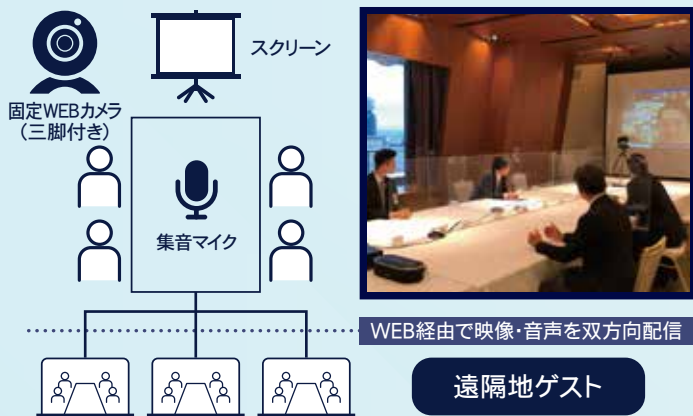 スクリーン
固定WEBカメラ
（三脚付き）
集音マイク
WEB経由で映像・音声を双方向配信
遠隔地ゲスト